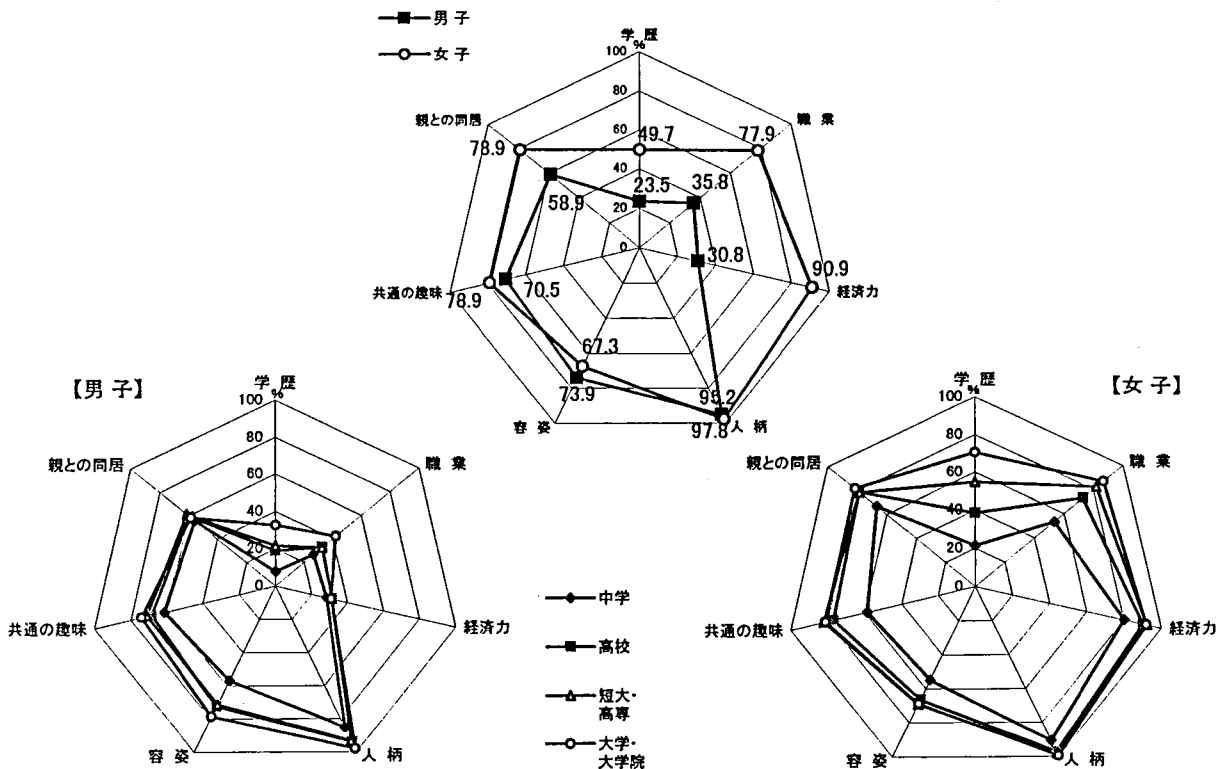 男子
女子
学歴
%
100
80
60
40
20
0
職業
経済力
人柄
容姿
共通の趣味
親との同居
49.7
77.9
90.9
97.8
67.3
78.9
78.9
23.5
35.8
30.8
95.2
73.9
70.5
58.9
【男子】
学歴
%
100
80
60
40
20
0
職業
経済力
人柄
容姿
共通の趣味
親との同居
中学
高校
短大・
高専
大学・
大学院
【女子】
学歴
%
100
80
60
40
20
0
職業
経済力
人柄
容姿
共通の趣味
親との同居